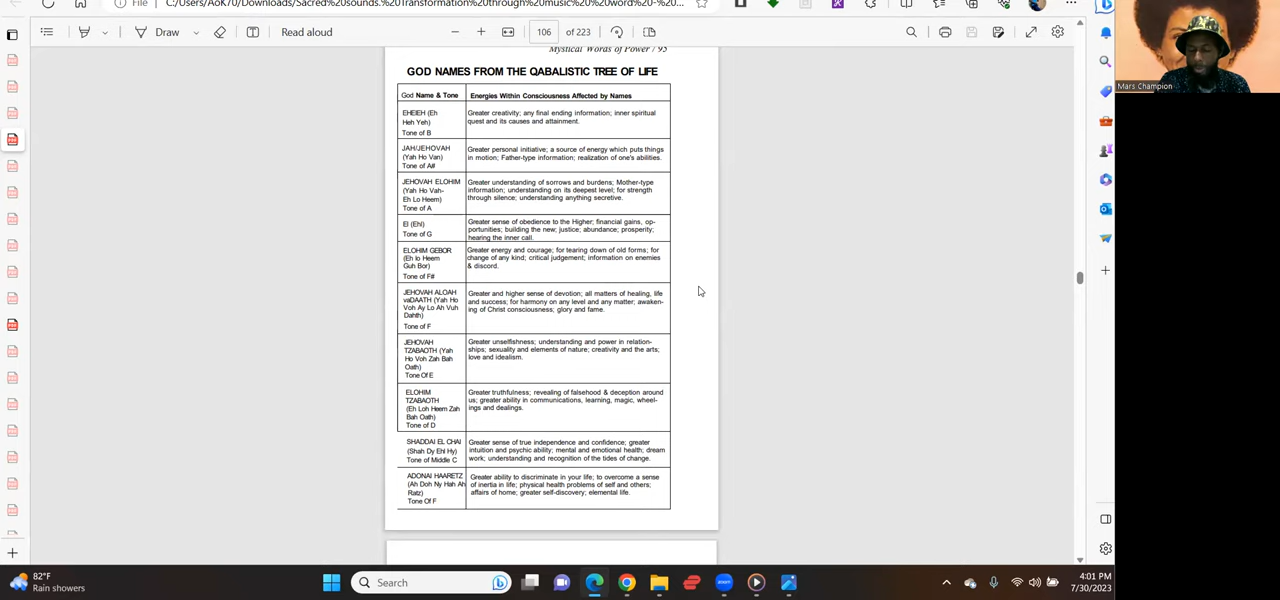 File
C:/Users/AoK70/Downloads/Sacred%20sounds.%20Transformation%20through%20music%20%20word%20-%20...
Draw
Read aloud
106
of 223
Mystical Words of Power / 95
GOD NAMES FROM THE QABALISTIC TREE OF LIFE
God Name & Tone
Energies Within Consciousness Affected by Names
EHEIEH (Eh
Heh Yeh)
Tone of B
Greater creativity; any final ending information; inner spiritual
quest and its causes and attainment.
JAH/JEHOVAH
(Yah Ho Van)
Tone of A#
Greater personal initiative; a source of energy which puts things
in motion; Father-type information; realization of one's abilities.
JEHOVAH ELOHIM
(Yah Ho Vah-
Eh Lo Heem)
Tone of A
Greater understanding of sorrows and burdens; Mother-type
information; understanding on its deepest level; for strength
through silence; understanding anything secretive.
El (Ehl)
Tone of G
Greater sense of obedience to the Higher; financial gains, op-
portunities; building the new; justice; abundance; prosperity;
hearing the inner call.
ELOHIM GEBOR
(Eh lo Heem
Guh Bor)
Tone of F#
Greater energy and courage; for tearing down of old forms; for
change of any kind; critical judgement; information on enemies
& discord.
JEHOVAH ALOAH
vaDAATH (Yah Ho
Voh Ay Lo Ah Vuh
Dahth)
Tone of F
Greater and higher sense of devotion; all matters of healing, life
and success; for harmony on any level and any matter; awaken-
ing of Christ consciousness; glory and fame.
JEHOVAH
TZABAOTH (Yah
Ho Voh Zah Bah
Oath)
Tone Of E
Greater unselfishness; understanding and power in relation-
ships; sexuality and elements of nature; creativity and the arts;
love and idealism.
ELOHIM
TZABAOTH
(Eh Loh Heem Zah
Bah Oath)
Tone of D
Greater truthfulness; revealing of falsehood & deception around
us; greater ability in communications, learning, magic, wheel-
ings and dealings.
SHADDAI EL CHAI
(Shah Dy Ehl Hy)
Tone of Middle C
Greater sense of true independence and confidence; greater
intuition and psychic ability; mental and emotional health; dream
work; understanding and recognition of the tides of change.
ADONAI HAARETZ
(Ah Doh Ny Hah Ah
Ratz)
Tone Of F
Greater ability to discriminate in your life; to overcome a sense
of inertia in life; physical health problems of self and others;
affairs of home; greater self-discovery; elemental life.
Mars Champion
82°F
Rain showers
Search
zoom
4:01 PM
7/30/2023